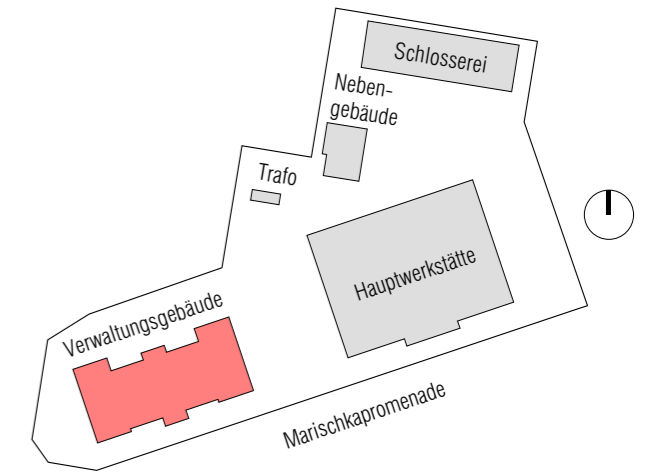 Schlosserei
Neben-
gebäude
Trafo
Hauptwerkstätte
Verwaltungsgebäude
Marischkapromenade